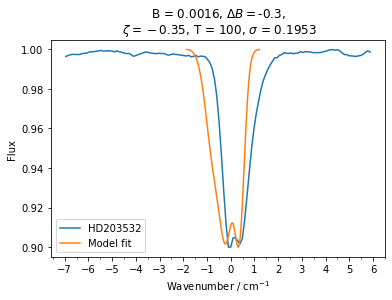 B = 0.0016, ΔB = -0.3,
ζ = −0.35, T = 100, σ = 0.1953
Flux
1.00
0.98
0.96
0.94
0.92
0.90
HD203532
Model fit
−7 −6 −5 −4 −3 −2 −1 0 1 2 3 4 5 6
Wavenumber / cm⁻¹